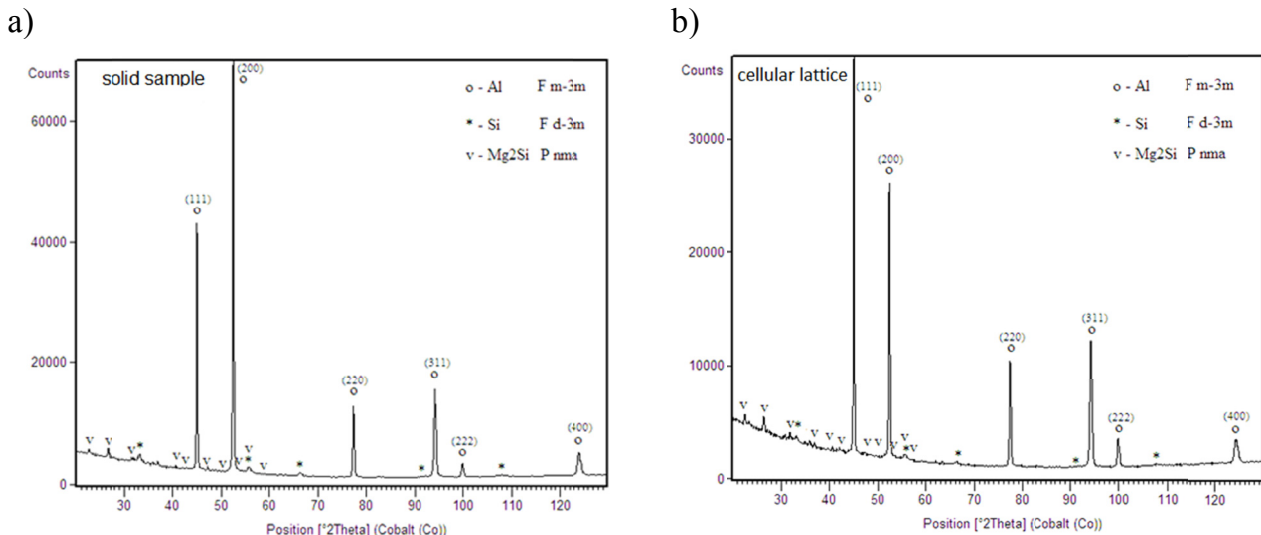 a)
Counts
solid sample
(200)
o
o - Al F m-3m
* - Si F d-3m
v - Mg2Si P nma
60000
(111)
o
40000
20000
(311)
o
(220)
o
(222)
o
(400)
o
v v v * v v v v v v * v * * *
0
30 40 50 60 70 80 90 100 110 120
Position [°2Theta] (Cobalt (Co))
b)
Counts
cellular lattice
(111)
o
o - Al F m-3m
* - Si F d-3m
v - Mg2Si P nma
30000
(200)
o
20000
(311)
o
(220)
o
10000
(222)
o
(400)
o
v v v * v v v v v v v * v * * *
0
30 40 50 60 70 80 90 100 110 120
Position [°2Theta] (Cobalt (Co))